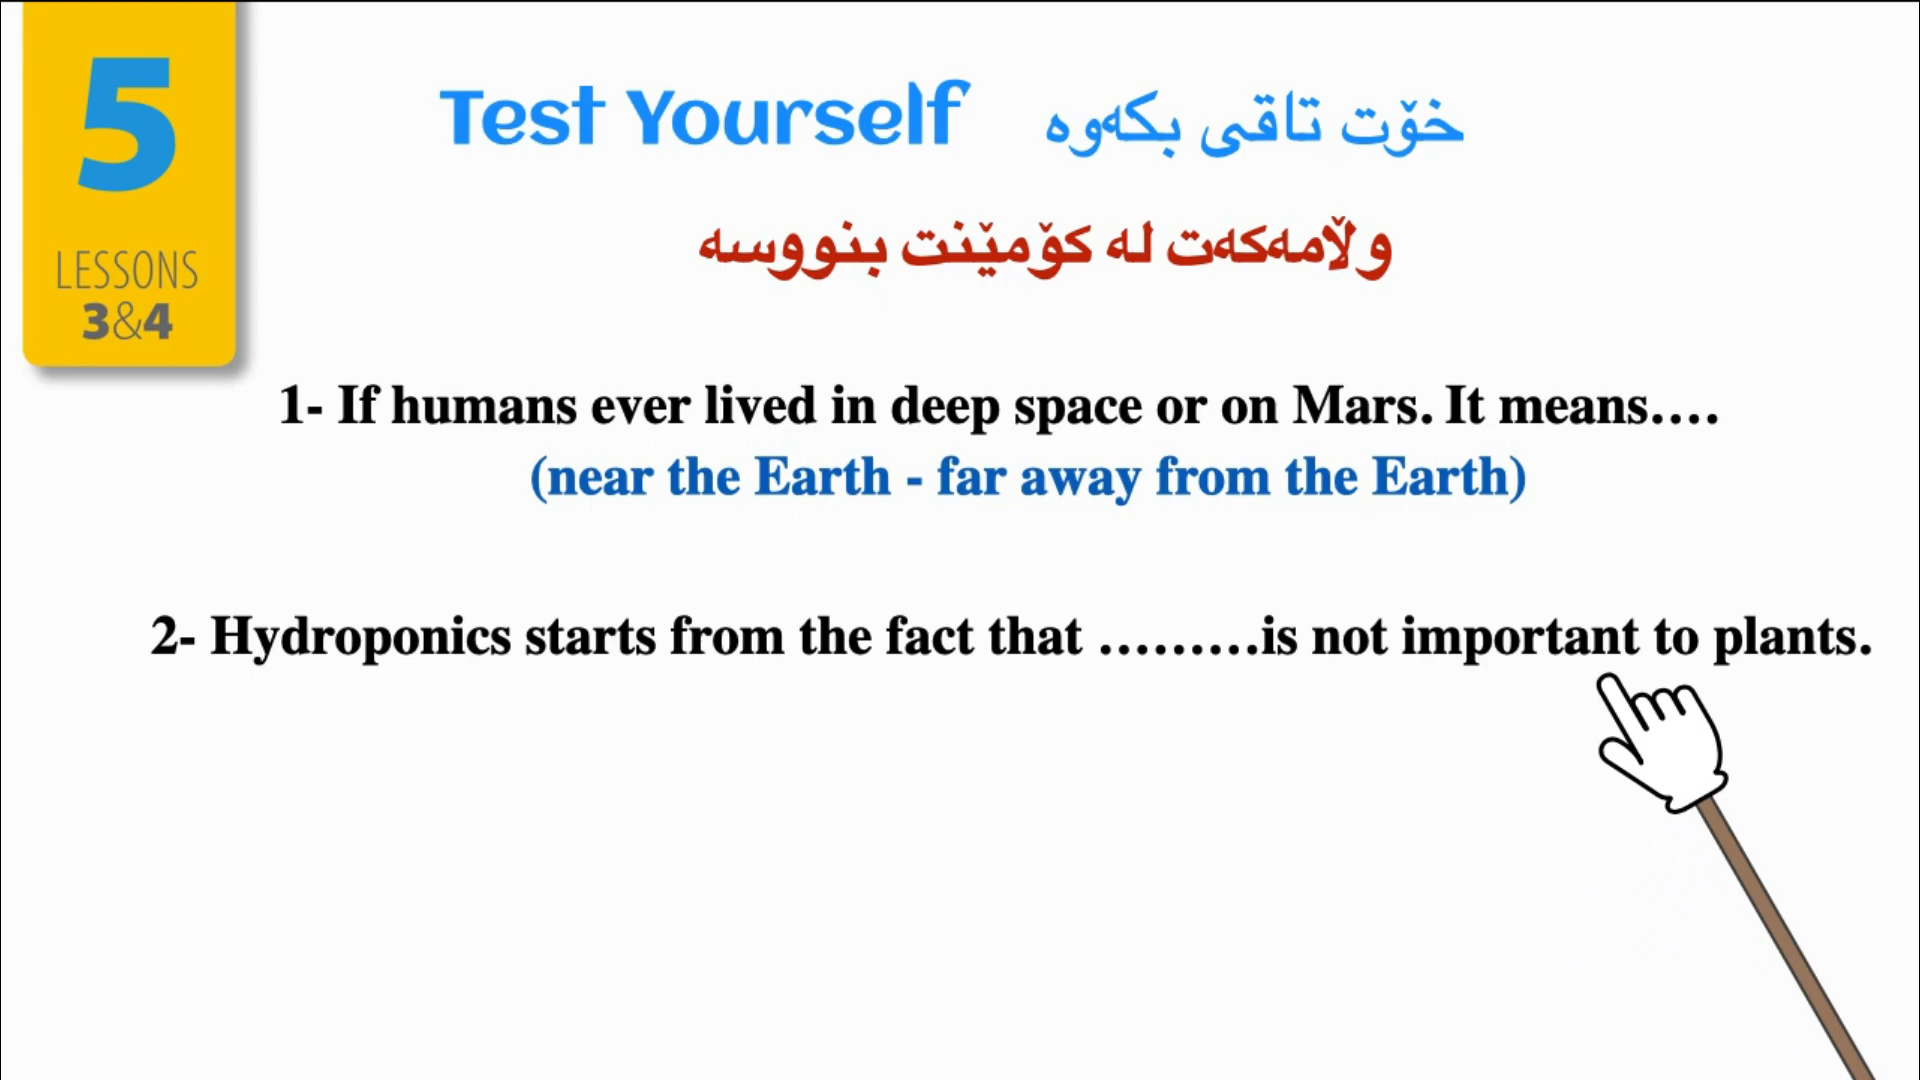 5
LESSONS
3&4
Test Yourself خۆت تاقی بکەوە
وڵامەکەت لە کۆمێنت بنووسە
1- If humans ever lived in deep space or on Mars. It means....
(near the Earth - far away from the Earth)
2- Hydroponics starts from the fact that .........is not important to plants.